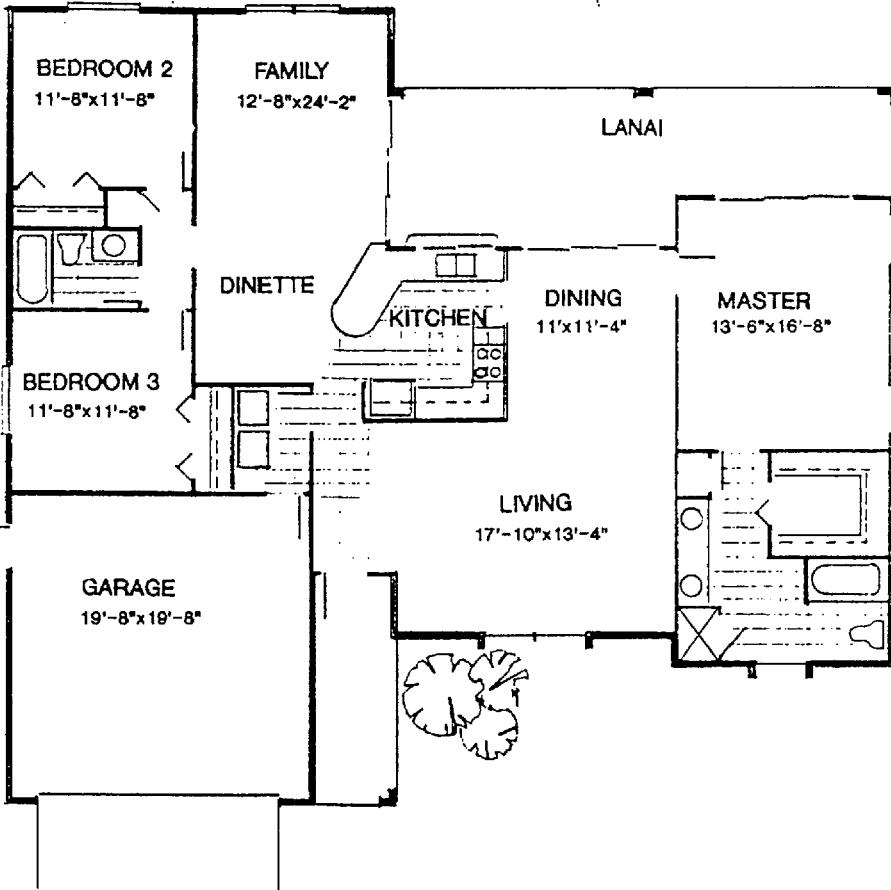 BEDROOM 2
11'-8"x11'-8"
FAMILY
12'-8"x24'-2"
LANAI
DINETTE
KITCHEN
DINING
11'x11'-4"
MASTER
13'-6"x16'-8"
BEDROOM 3
11'-8"x11'-8"
LIVING
17'-10"x13'-4"
GARAGE
19'-8"x19'-8"